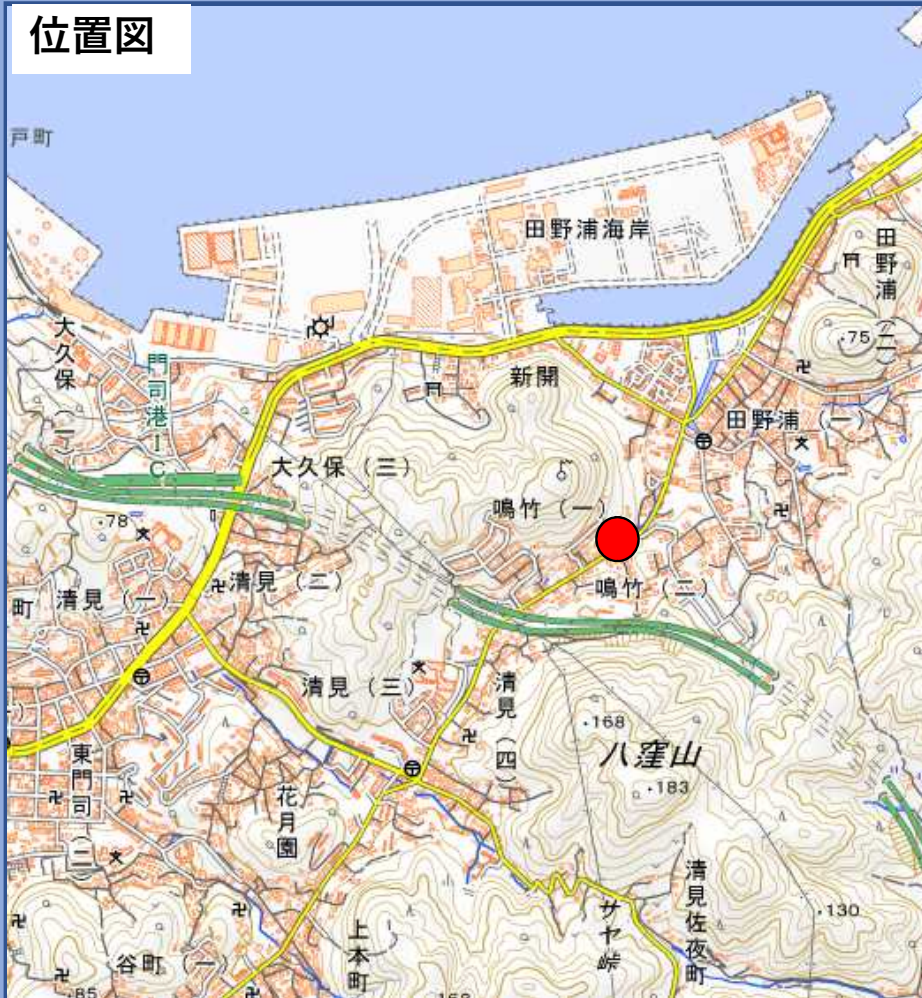 位置図
戸町
田野浦海岸
田野浦(二)
大久保(一)
門司港IC
・75
新開
田野浦(一)
大久保(三)
鳴竹(一)
・78
清見(二)
鳴竹(二)
50
町
清見(一)
清見(三)
清見(四)
・168
八窪山
・183
東門司(二)
花月園
清見佐夜町
サヤ峠
・130
上本町
谷町(一)
・85
168